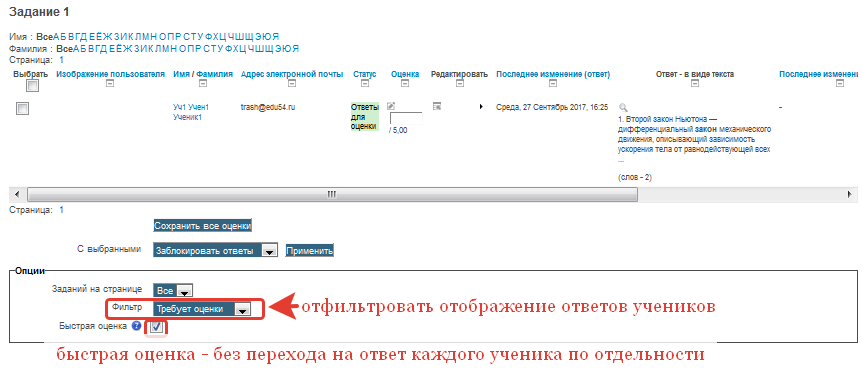 Задание 1
Имя : ВсеАБВГДЕЁЖЗИКЛМНОПРСТУФХЦЧШЩЭЮЯ
Фамилия : ВсеАБВГДЕЁЖЗИКЛМНОПРСТУФХЦЧШЩЭЮЯ
Страница: 1
Выбрать Изображение пользователя Имя / Фамилия Адрес электронной почты Статус Оценка Редактировать Последнее изменение (ответ) Ответ - в виде текста Последнее изменени
Уч1 Учен1
Ученик1
trash@edu54.ru
Ответы
для
оценки
/ 5,00
Среда, 27 Сентябрь 2017, 16:25
1. Второй закон Ньютона —
дифференциальный закон механического
движения, описывающий зависимость
ускорения тела от равнодействующей всех
...
(слов - 2)
-
Страница: 1
Сохранить все оценки
С выбранными Заблокировать ответы Применить
Опции
Заданий на странице Все
Фильтр Требует оценки
отфильтровать отображение ответов учеников
Быстрая оценка
быстрая оценка - без перехода на ответ каждого ученика по отдельности